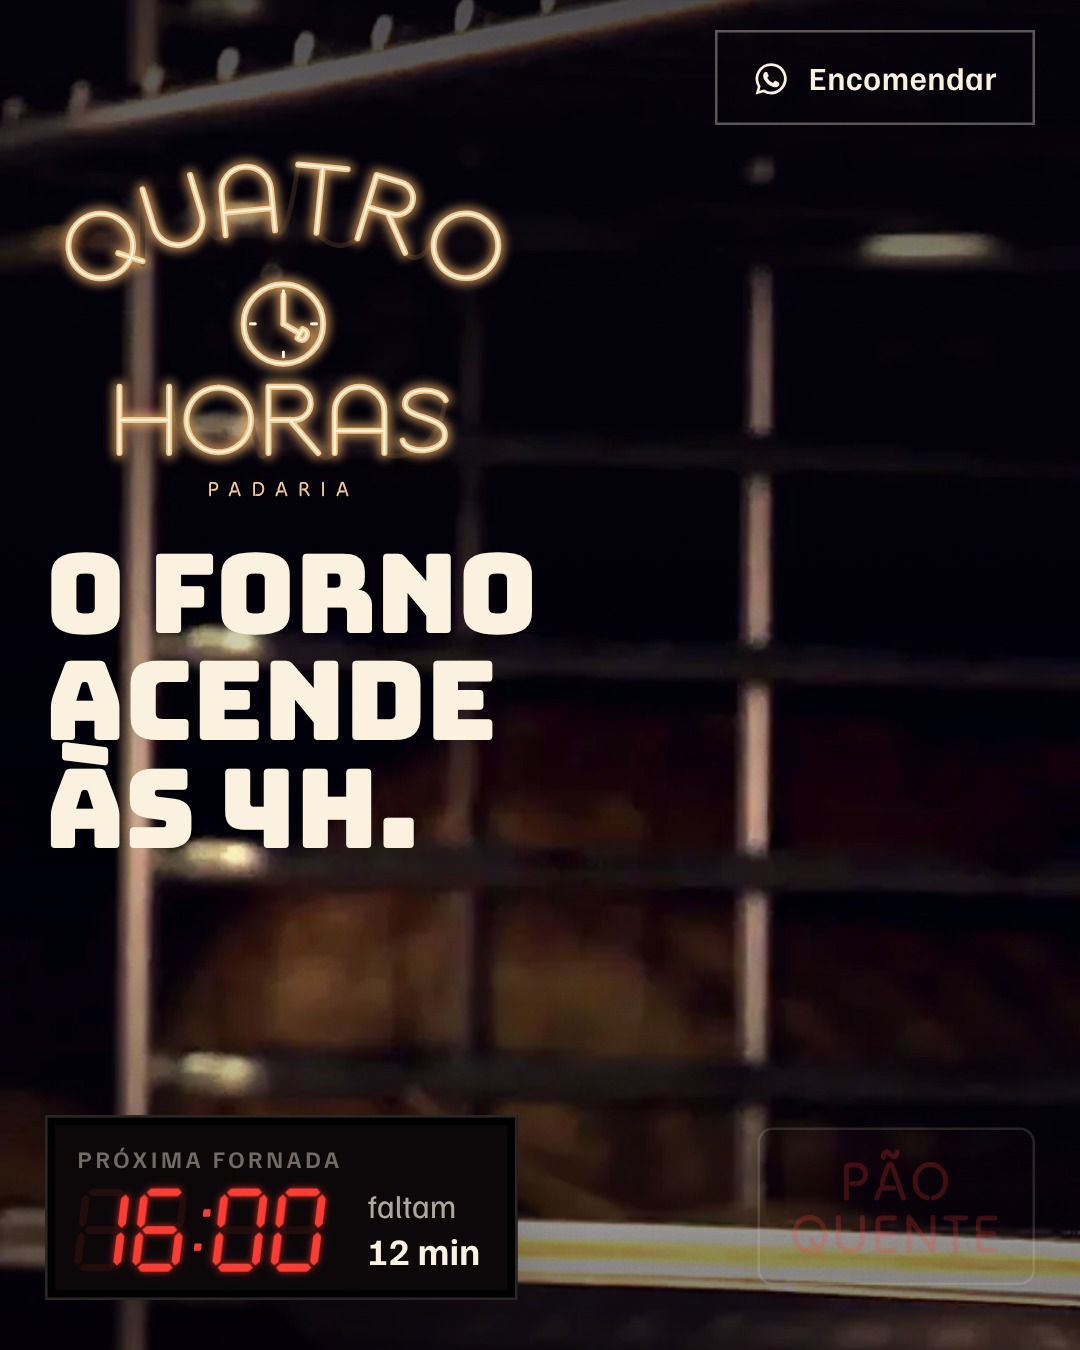 Encomendar
QUATRO
HORAS
PADARIA
O FORNO
ACENDE
ÀS 4H.
PRÓXIMA FORNADA
16:00
faltam
12 min
PÃO
QUENTE